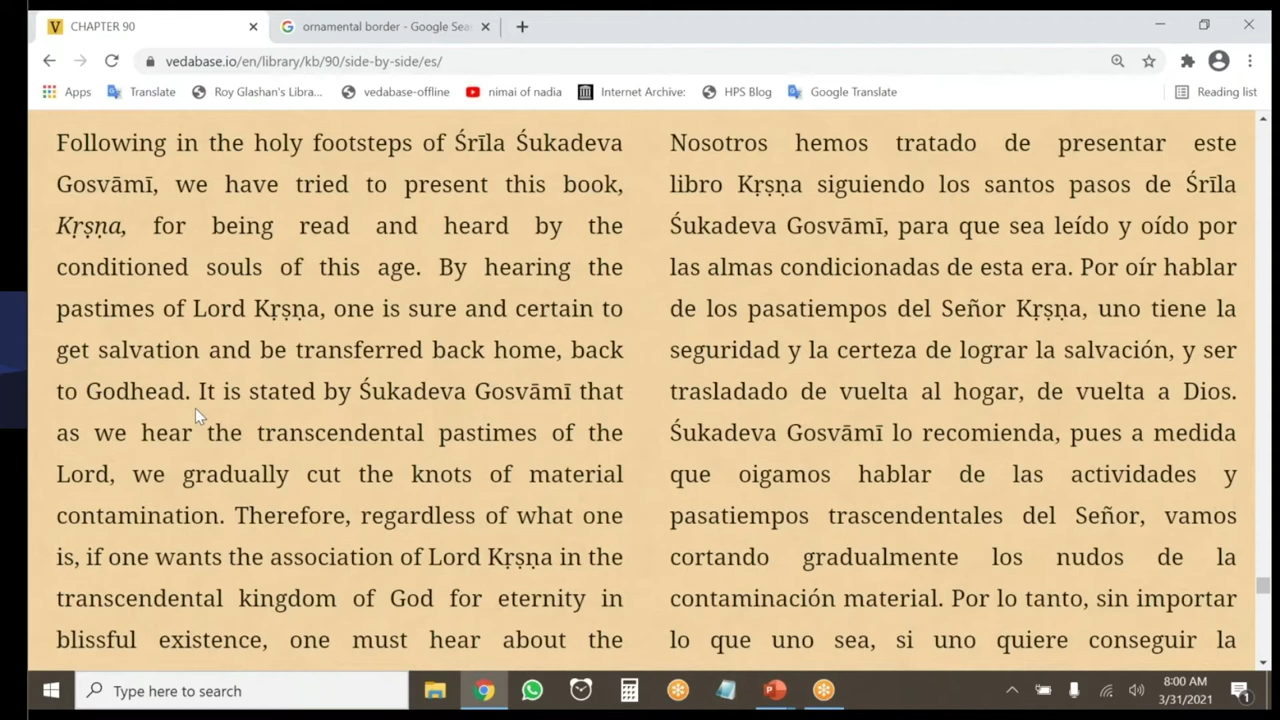 CHAPTER 90
ornamental border - Google Sea
vedabase.io/en/library/kb/90/side-by-side/es/
Apps
Translate
Roy Glashan's Libra...
vedabase-offline
nimai of nadia
Internet Archive:
HPS Blog
Google Translate
Reading list
Following in the holy footsteps of Śrīla Śukadeva
Gosvāmī, we have tried to present this book,
Kṛṣṇa, for being read and heard by the
conditioned souls of this age. By hearing the
pastimes of Lord Kṛṣṇa, one is sure and certain to
get salvation and be transferred back home, back
to Godhead. It is stated by Śukadeva Gosvāmī that
as we hear the transcendental pastimes of the
Lord, we gradually cut the knots of material
contamination. Therefore, regardless of what one
is, if one wants the association of Lord Kṛṣṇa in the
transcendental kingdom of God for eternity in
blissful existence, one must hear about the
Nosotros hemos tratado de presentar este
libro Kṛṣṇa siguiendo los santos pasos de Śrīla
Śukadeva Gosvāmī, para que sea leído y oído por
las almas condicionadas de esta era. Por oír hablar
de los pasatiempos del Señor Kṛṣṇa, uno tiene la
seguridad y la certeza de lograr la salvación, y ser
trasladado de vuelta al hogar, de vuelta a Dios.
Śukadeva Gosvāmī lo recomienda, pues a medida
que oigamos hablar de las actividades y
pasatiempos trascendentales del Señor, vamos
cortando gradualmente los nudos de la
contaminación material. Por lo tanto, sin importar
lo que uno sea, si uno quiere conseguir la
Type here to search
8:00 AM
3/31/2021
1